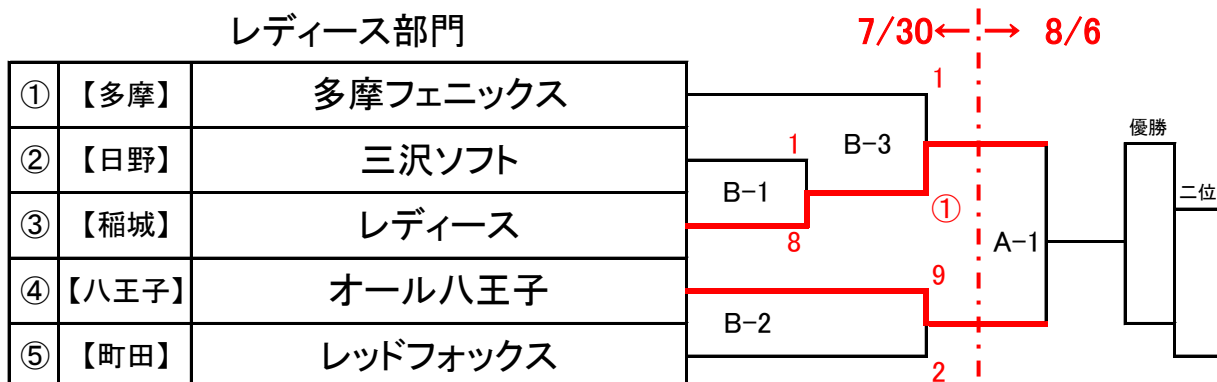 レディース部門
7/30← → 8/6
① 【多摩】 多摩フェニックス
② 【日野】 三沢ソフト
③ 【稲城】 レディース
④ 【八王子】 オール八王子
⑤ 【町田】 レッドフォックス
1
1
B-3
B-1
①
8
A-1
9
B-2
2
優勝
二位